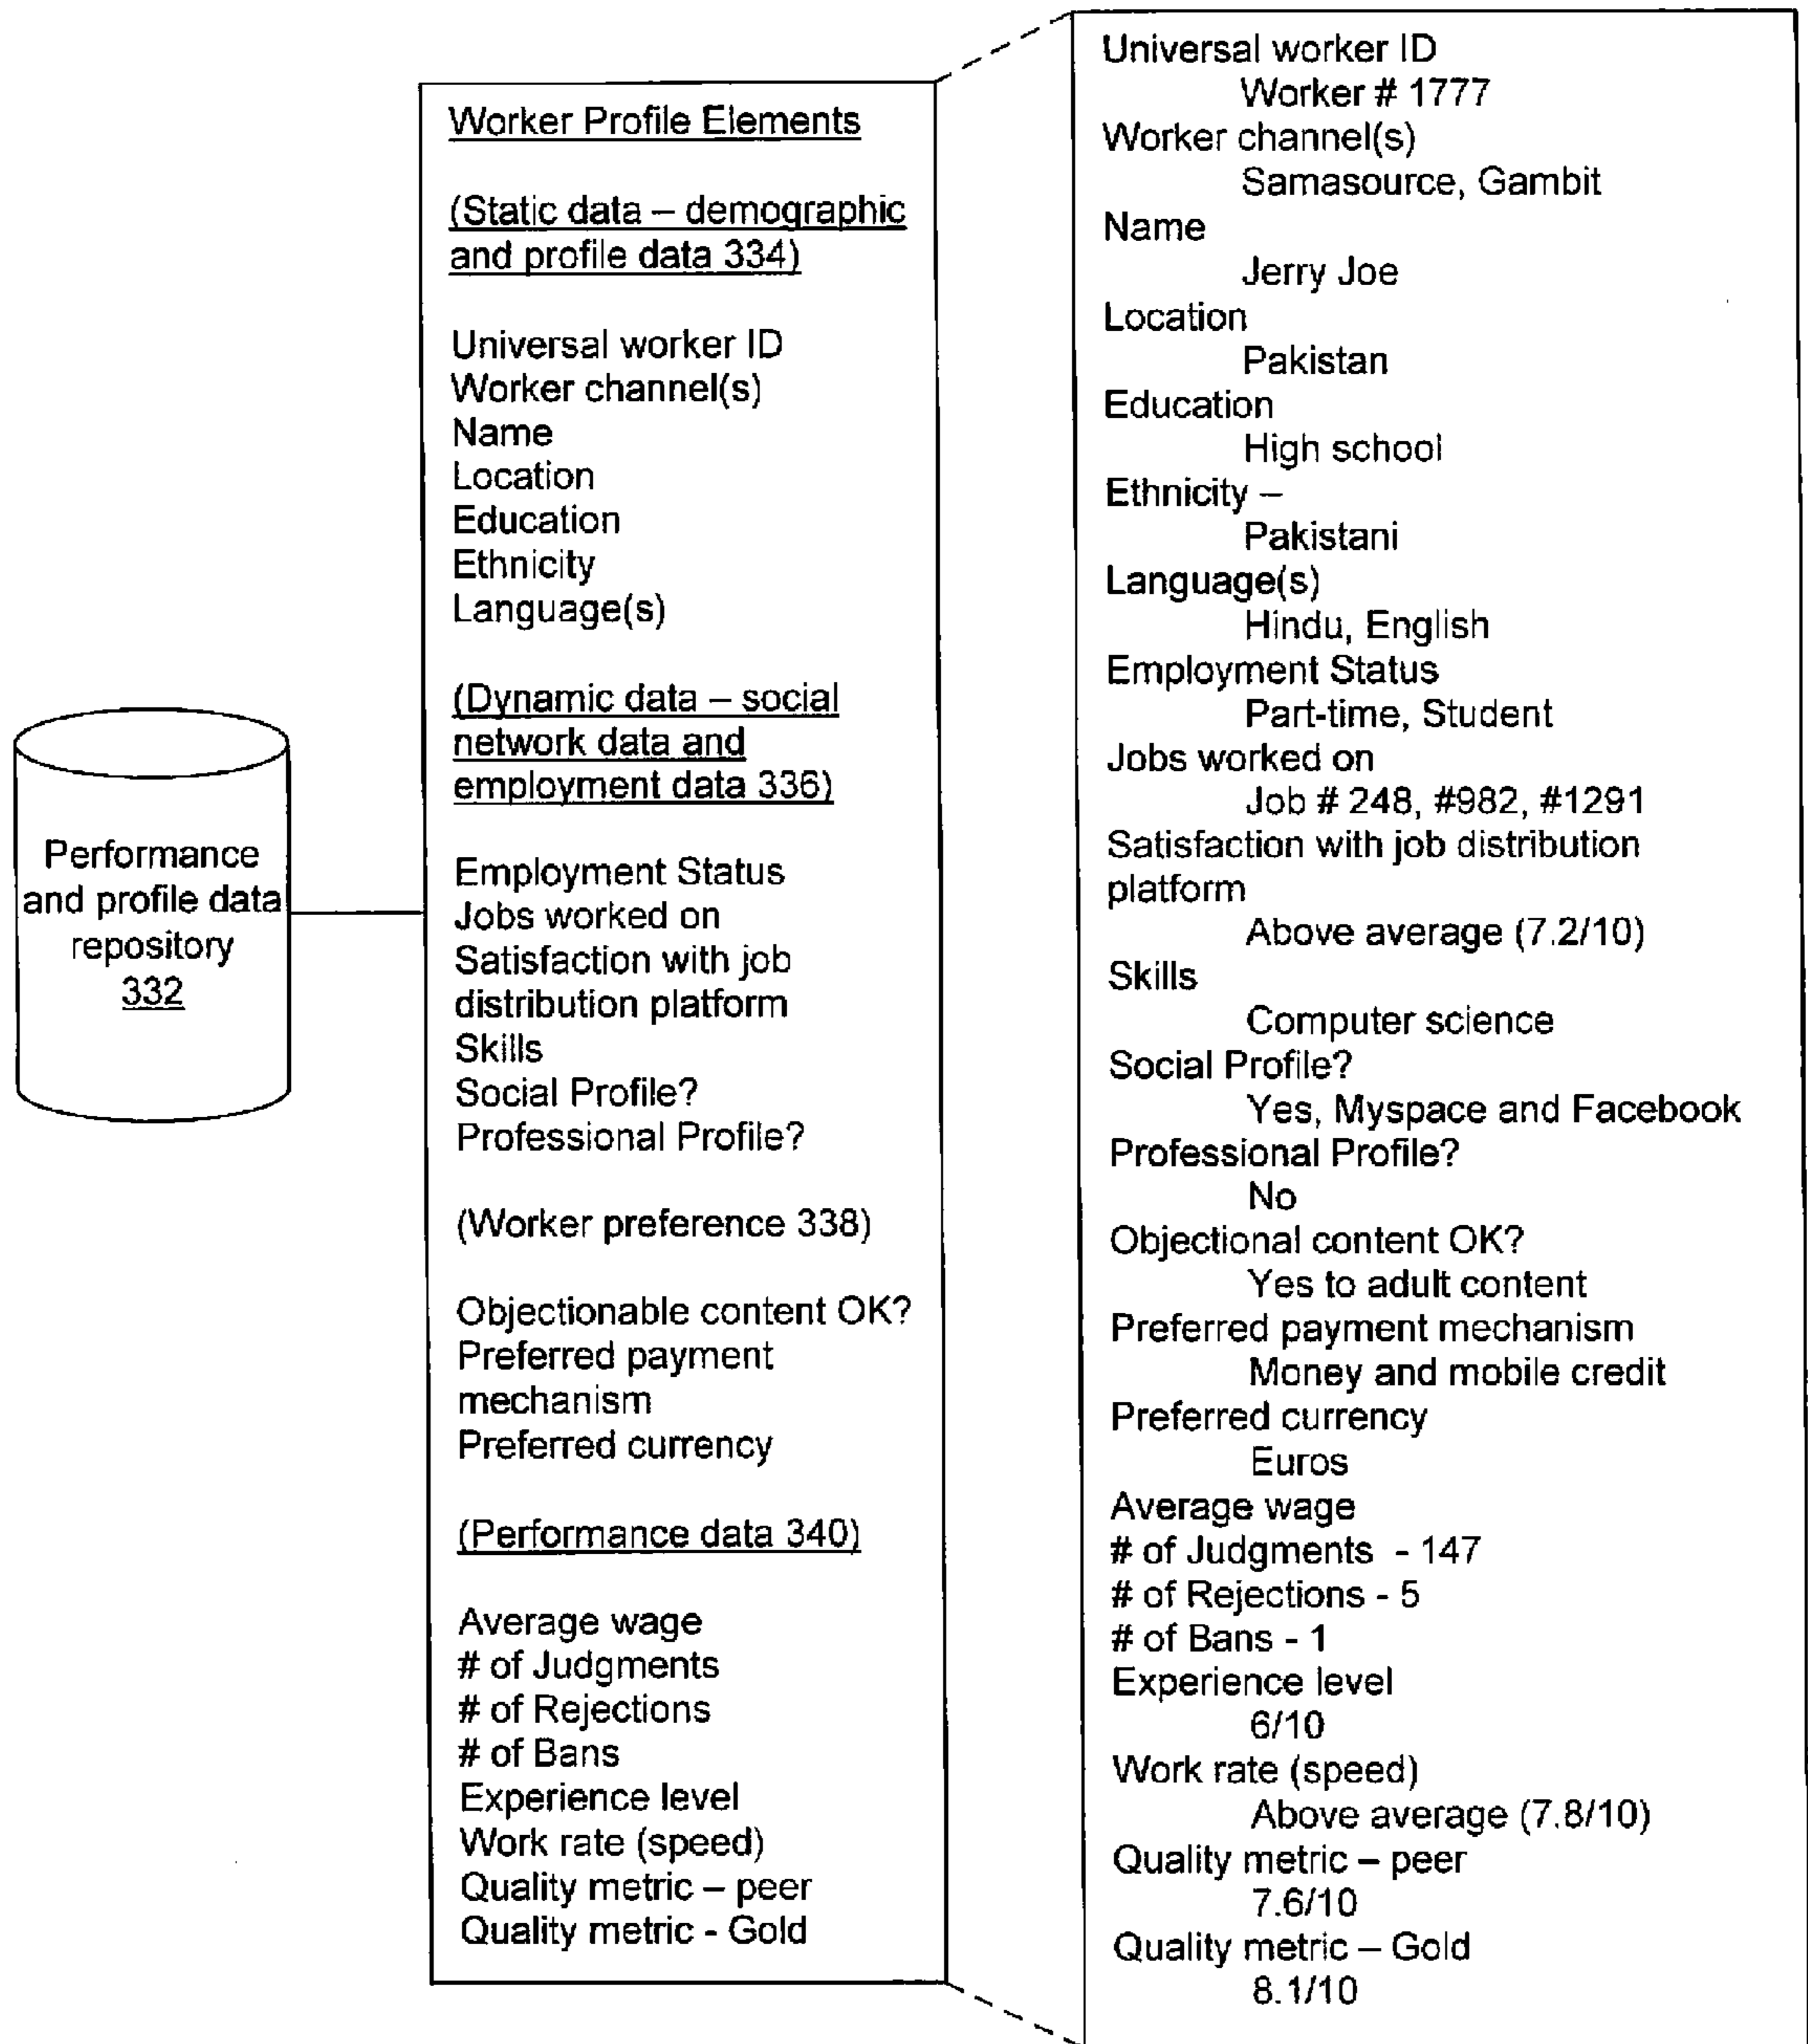 Performance
and profile data
repository
332
Worker Profile Elements
(Static data – demographic
and profile data 334)
Universal worker ID
Worker channel(s)
Name
Location
Education
Ethnicity
Language(s)
(Dynamic data – social
network data and
employment data 336)
Employment Status
Jobs worked on
Satisfaction with job
distribution platform
Skills
Social Profile?
Professional Profile?
(Worker preference 338)
Objectionable content OK?
Preferred payment
mechanism
Preferred currency
(Performance data 340)
Average wage
# of Judgments
# of Rejections
# of Bans
Experience level
Work rate (speed)
Quality metric – peer
Quality metric - Gold
Universal worker ID
Worker # 1777
Worker channel(s)
Samasource, Gambit
Name
Jerry Joe
Location
Pakistan
Education
High school
Ethnicity –
Pakistani
Language(s)
Hindu, English
Employment Status
Part-time, Student
Jobs worked on
Job # 248, #982, #1291
Satisfaction with job distribution
platform
Above average (7.2/10)
Skills
Computer science
Social Profile?
Yes, Myspace and Facebook
Professional Profile?
No
Objectional content OK?
Yes to adult content
Preferred payment mechanism
Money and mobile credit
Preferred currency
Euros
Average wage
# of Judgments - 147
# of Rejections - 5
# of Bans - 1
Experience level
6/10
Work rate (speed)
Above average (7.8/10)
Quality metric – peer
7.6/10
Quality metric – Gold
8.1/10